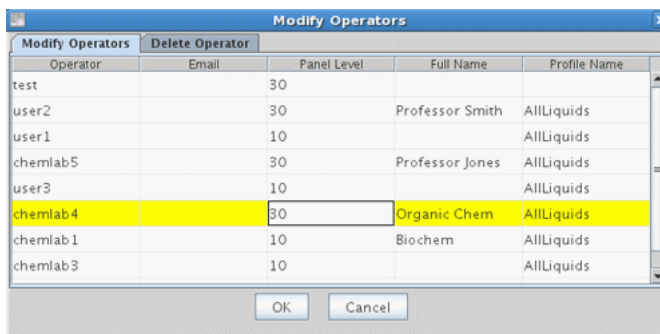 Modify Operators
Modify Operators Delete Operator
Operator Email Panel Level Full Name Profile Name
test 30
user2 30 Professor Smith AllLiquids
user1 10 AllLiquids
chemlab5 30 Professor Jones AllLiquids
user3 10 AllLiquids
chemlab4 30 Organic Chem AllLiquids
chemlab1 10 Biochem AllLiquids
chemlab3 10 AllLiquids
OK Cancel